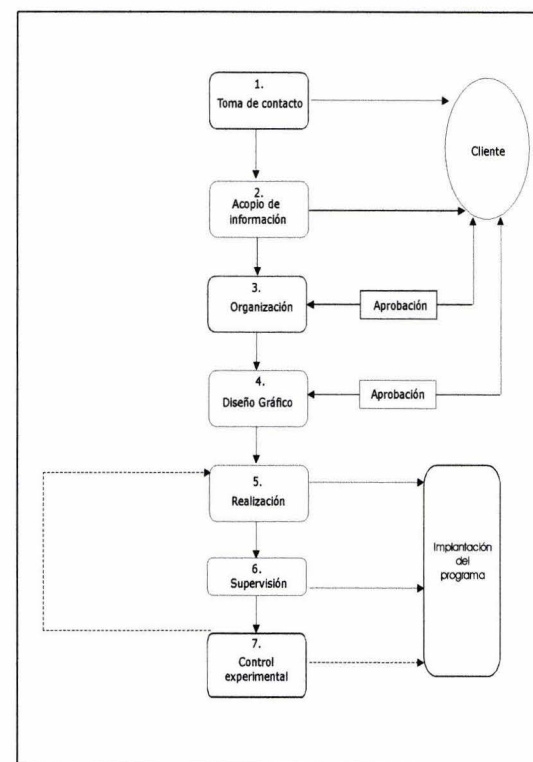 1.
Toma de contacto
Cliente
2.
Acopio de
información
3.
Organización
Aprobación
4.
Diseño Gráfico
Aprobación
5.
Realización
Implantación
del
programa
6.
Supervisión
7.
Control
experimental